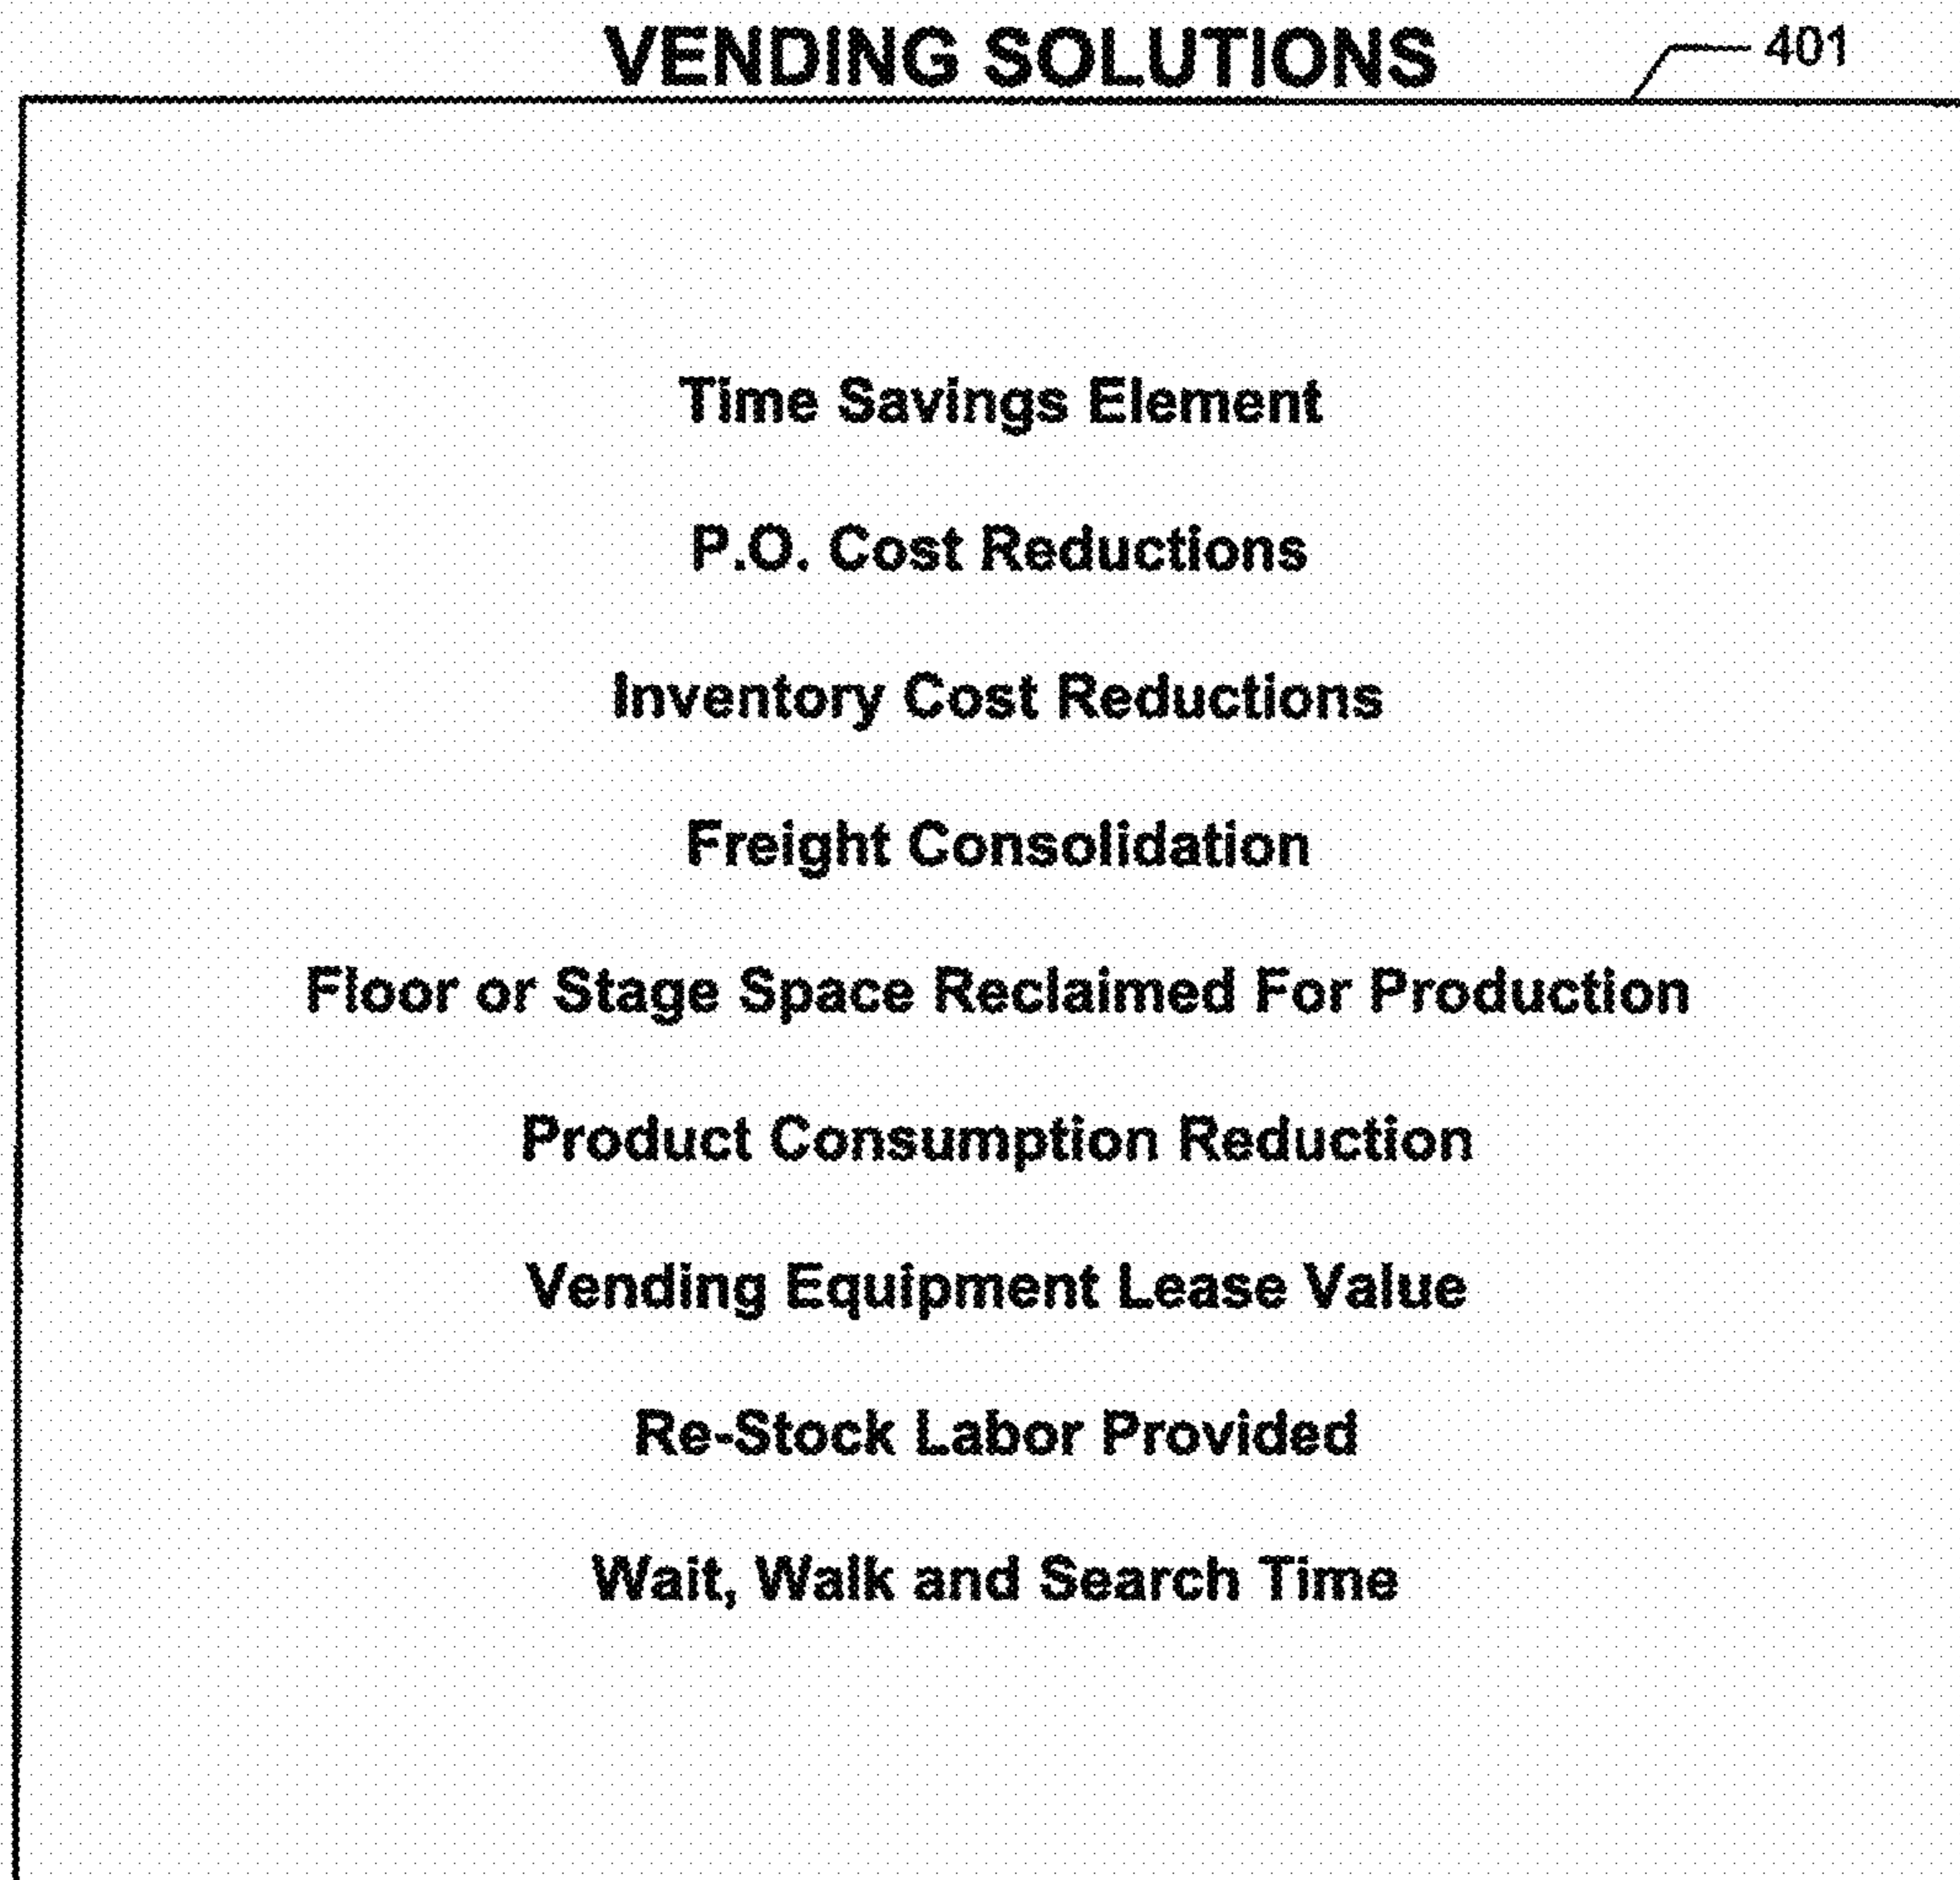 VENDING SOLUTIONS
401
Time Savings Element
P.O. Cost Reductions
Inventory Cost Reductions
Freight Consolidation
Floor or Stage Space Reclaimed For Production
Product Consumption Reduction
Vending Equipment Lease Value
Re-Stock Labor Provided
Wait, Walk and Search Time